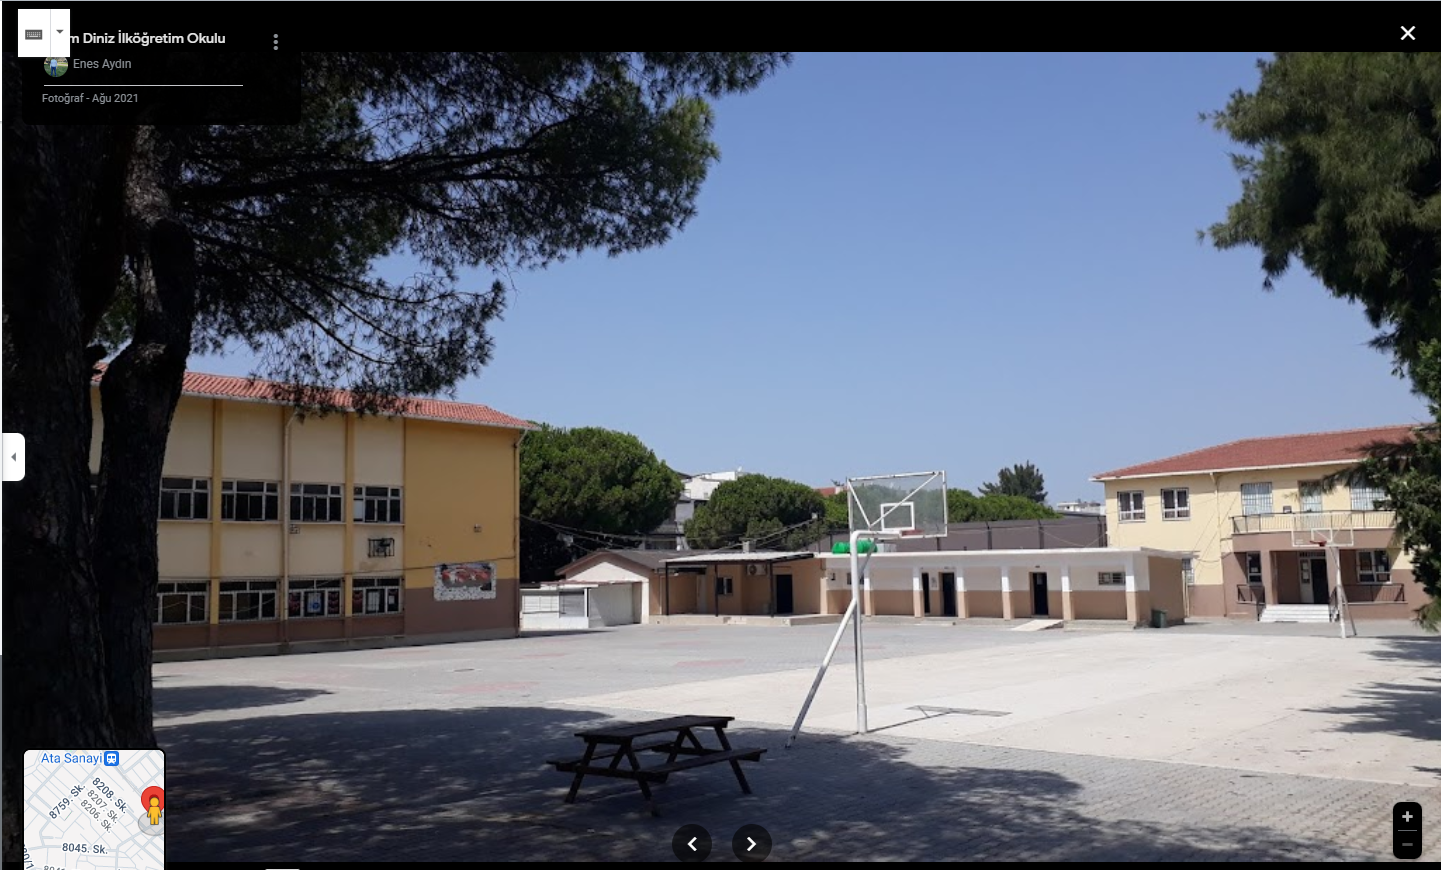 m Diniz İlköğretim Okulu
Enes Aydın
Fotoğraf - Ağu 2021
Ata Sanayi
8759. Sk.
8208. Sk.
8207. Sk.
8206. Sk.
8045. Sk.